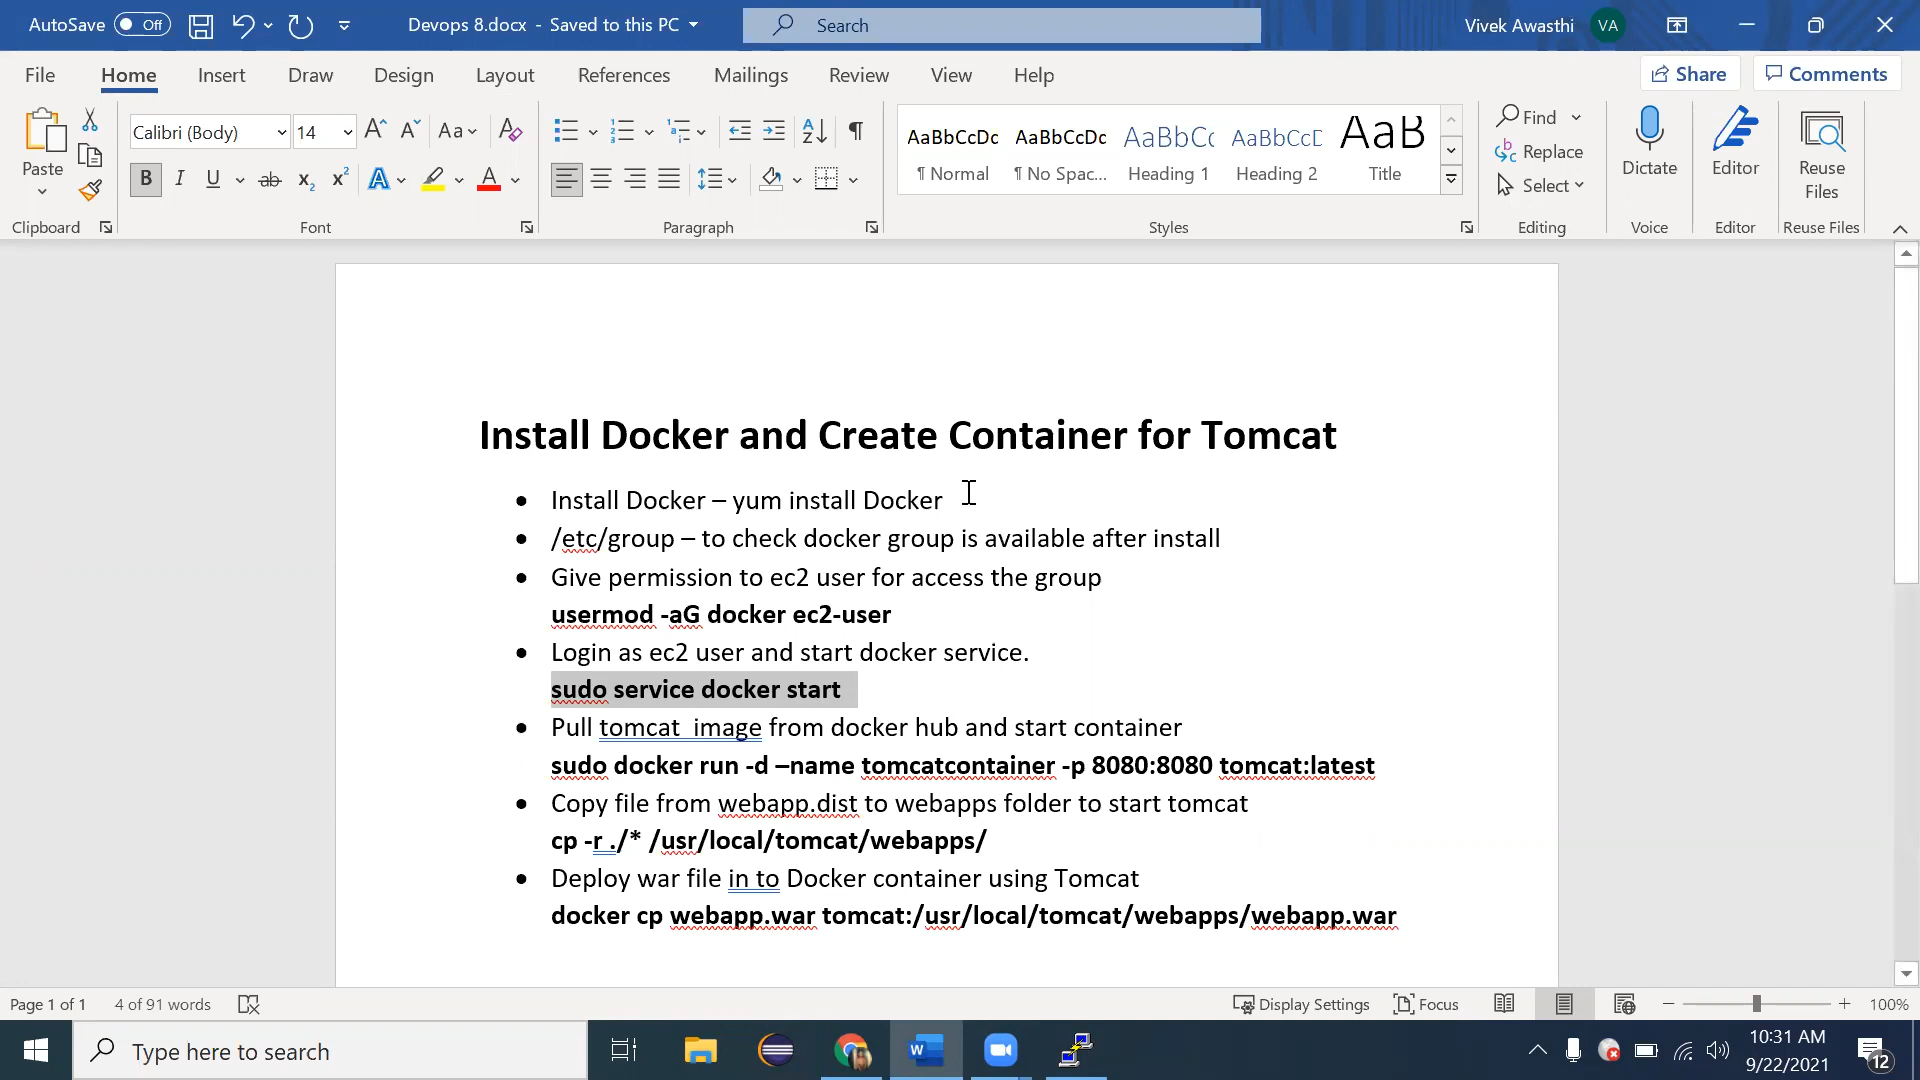 AutoSave Off Devops 8.docx - Saved to this PC Search Vivek Awasthi VA
File Home Insert Draw Design Layout References Mailings Review View Help Share Comments
Calibri (Body) 14 Aa AaBbCcDc AaBbCcDc AaBbCc AaBbCcD AaB Find
Paste ¶ Normal ¶ No Spac... Heading 1 Heading 2 Title Replace Dictate Editor Reuse Files
Select
Clipboard Font Paragraph Styles Editing Voice Editor Reuse Files
Install Docker and Create Container for Tomcat
• Install Docker – yum install Docker
• /etc/group – to check docker group is available after install
• Give permission to ec2 user for access the group
usermod -aG docker ec2-user
• Login as ec2 user and start docker service.
sudo service docker start
• Pull tomcat  image from docker hub and start container
sudo docker run -d –name tomcatcontainer -p 8080:8080 tomcat:latest
• Copy file from webapp.dist to webapps folder to start tomcat
cp -r ./* /usr/local/tomcat/webapps/
• Deploy war file in to Docker container using Tomcat
docker cp webapp.war tomcat:/usr/local/tomcat/webapps/webapp.war
Page 1 of 1 4 of 91 words Display Settings Focus 100%
Type here to search 10:31 AM
9/22/2021 12